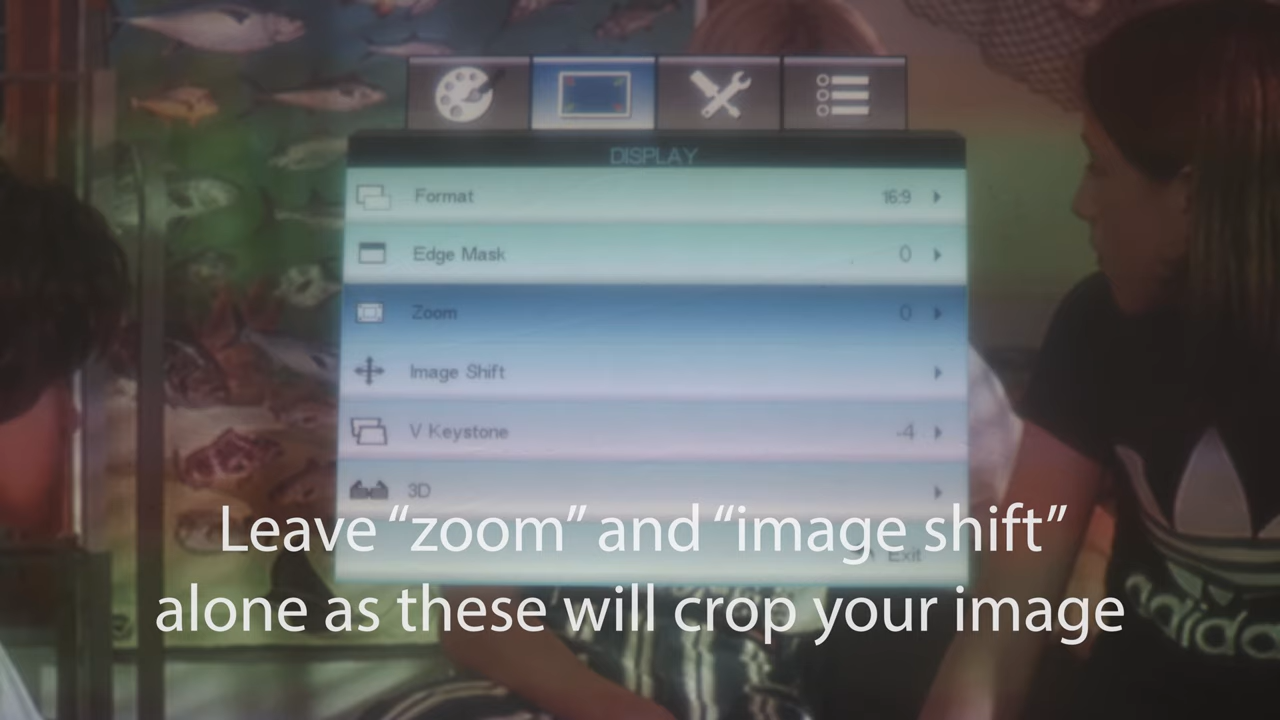 DISPLAY
Format 16:9
Edge Mask 0
Zoom 0
Image Shift
V Keystone -4
3D
Exit
Leave “zoom” and “image shift”
alone as these will crop your image
adidas